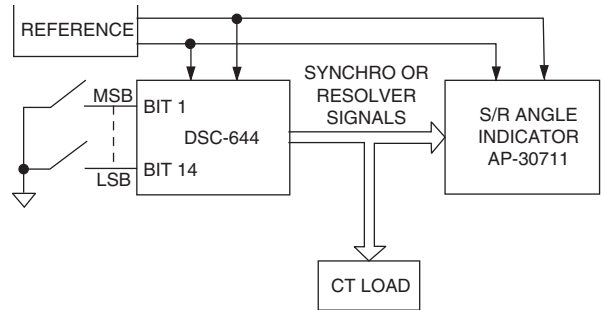 REFERENCE
SYNCHRO OR
RESOLVER
SIGNALS
MSB
BIT 1
DSC-644
LSB
BIT 14
S/R ANGLE
INDICATOR
AP-30711
CT LOAD